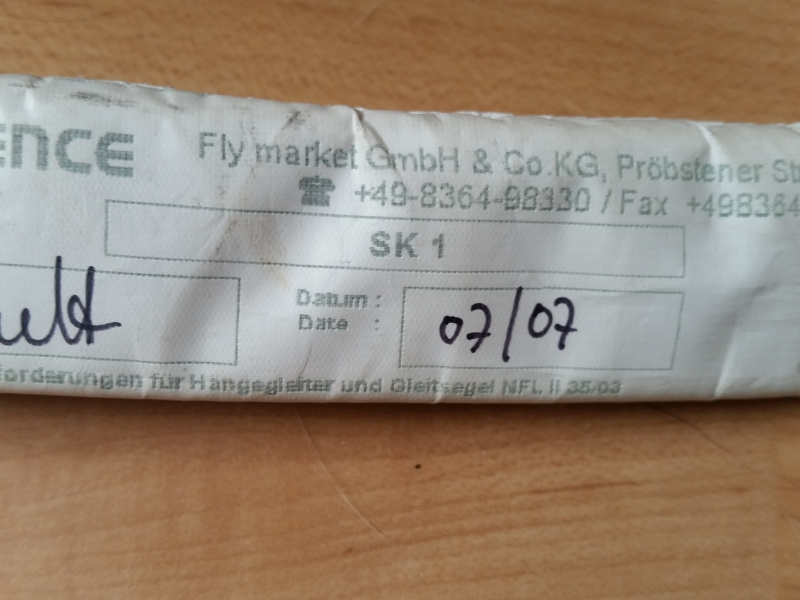 ENCE
Fly market GmbH & Co.KG, Pröbstener St
☎ +49-8364-98330 / Fax +498364
SK 1
Datum :
Date :
07/07
forderungen für Hängegleiter und Gleitsegel NFL II 35/03